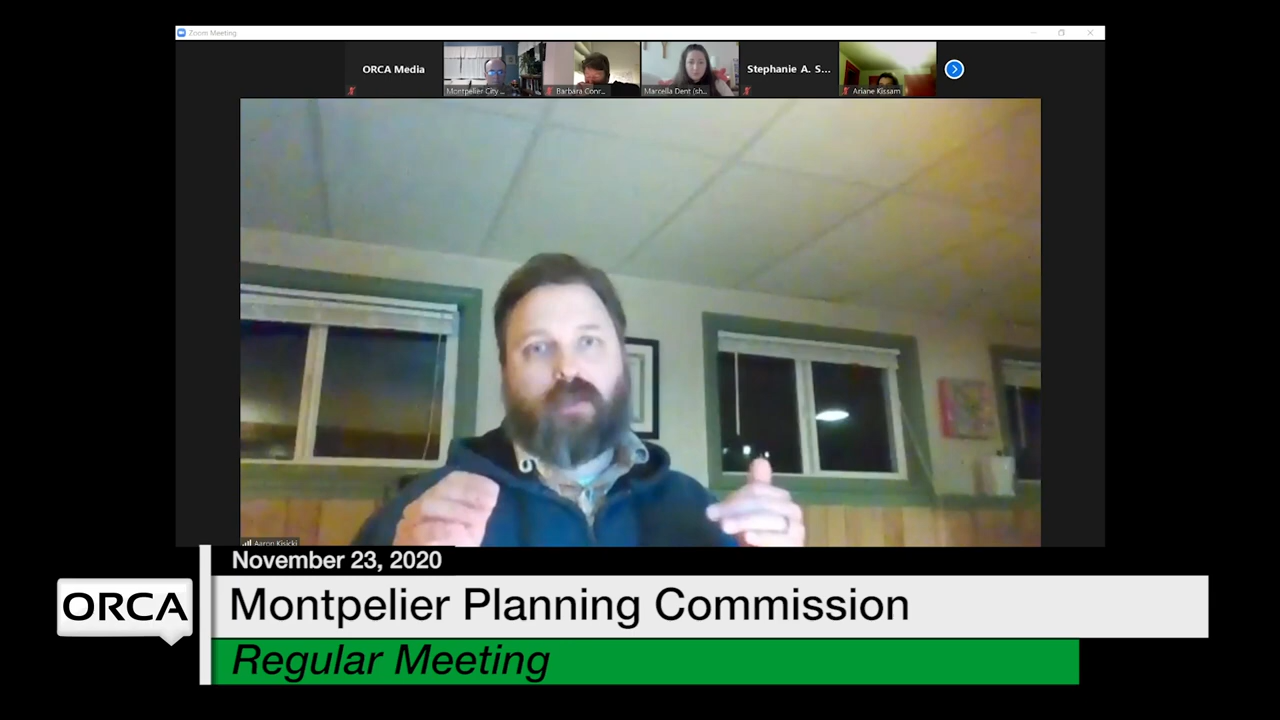 Zoom Meeting
ORCA Media
Stephanie A. S...
Montpelier City ...
Barbara Conr...
Marcella Dent (sh...
Ariane Kissam
Aaron Kisicki
November 23, 2020
ORCA
Montpelier Planning Commission
Regular Meeting